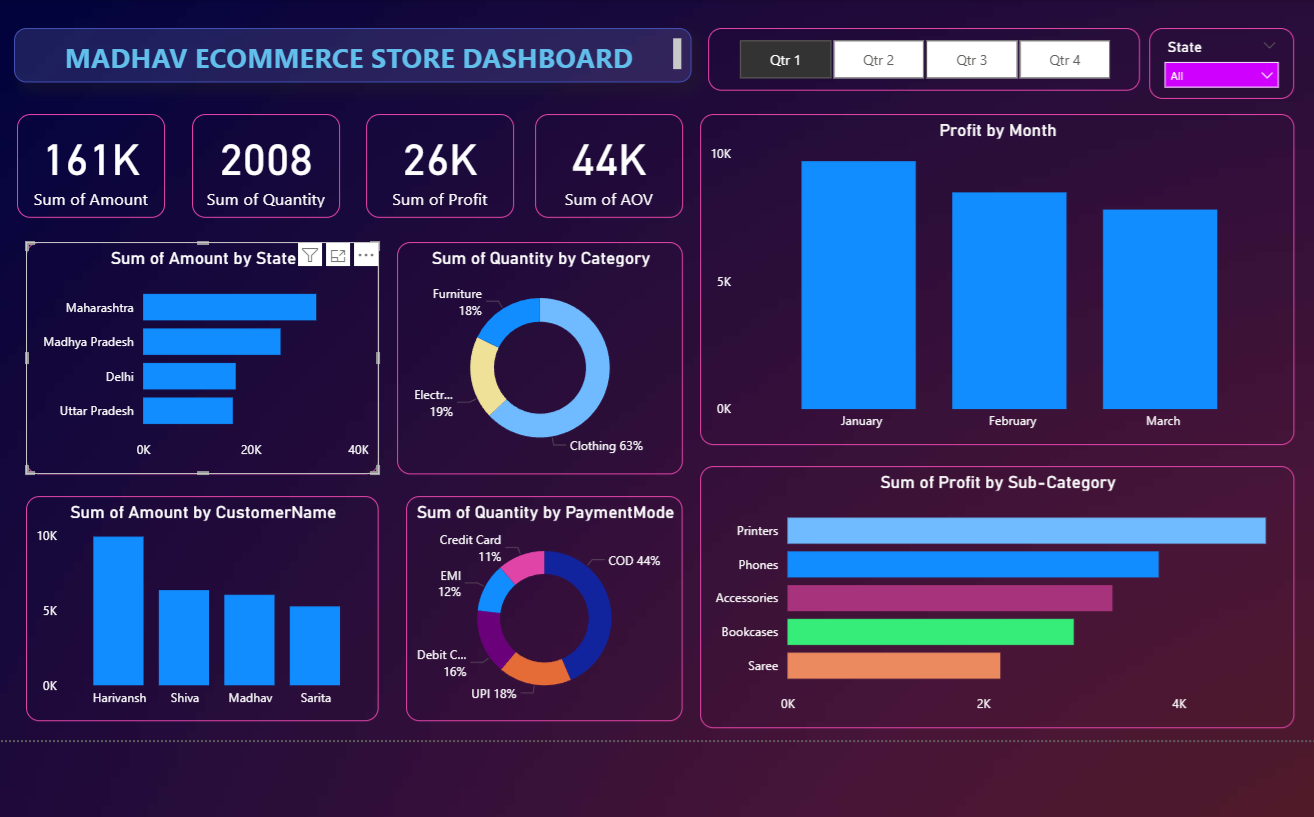 MADHAV ECOMMERCE STORE DASHBOARD
Qtr 1
Qtr 2
Qtr 3
Qtr 4
State
All
161K
Sum of Amount
2008
Sum of Quantity
26K
Sum of Profit
44K
Sum of AOV
Profit by Month
10K
5K
0K
January
February
March
Sum of Amount by State
Maharashtra
Madhya Pradesh
Delhi
Uttar Pradesh
0K
20K
40K
Sum of Quantity by Category
Furniture
18%
Electr...
19%
Clothing 63%
Sum of Profit by Sub-Category
Printers
Phones
Accessories
Bookcases
Saree
0K
2K
4K
Sum of Amount by CustomerName
10K
5K
0K
Harivansh
Shiva
Madhav
Sarita
Sum of Quantity by PaymentMode
Credit Card
11%
COD 44%
EMI
12%
Debit C...
16%
UPI 18%